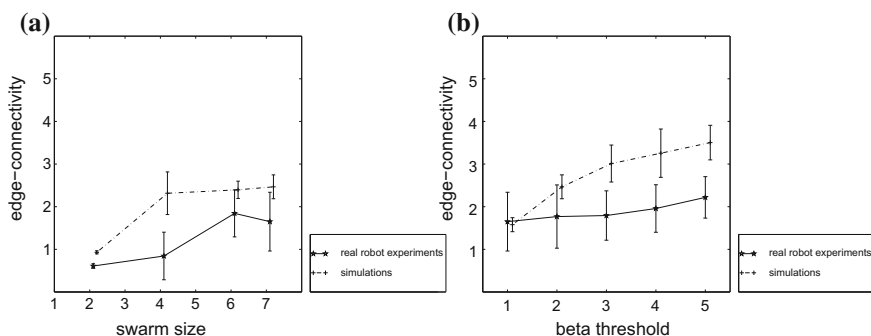 (a)
edge−connectivity
5
4
3
2
1
1 2 3 4 5 6 7
swarm size
real robot experiments
simulations
(b)
edge−connectivity
5
4
3
2
1
1 2 3 4 5
beta threshold
real robot experiments
simulations